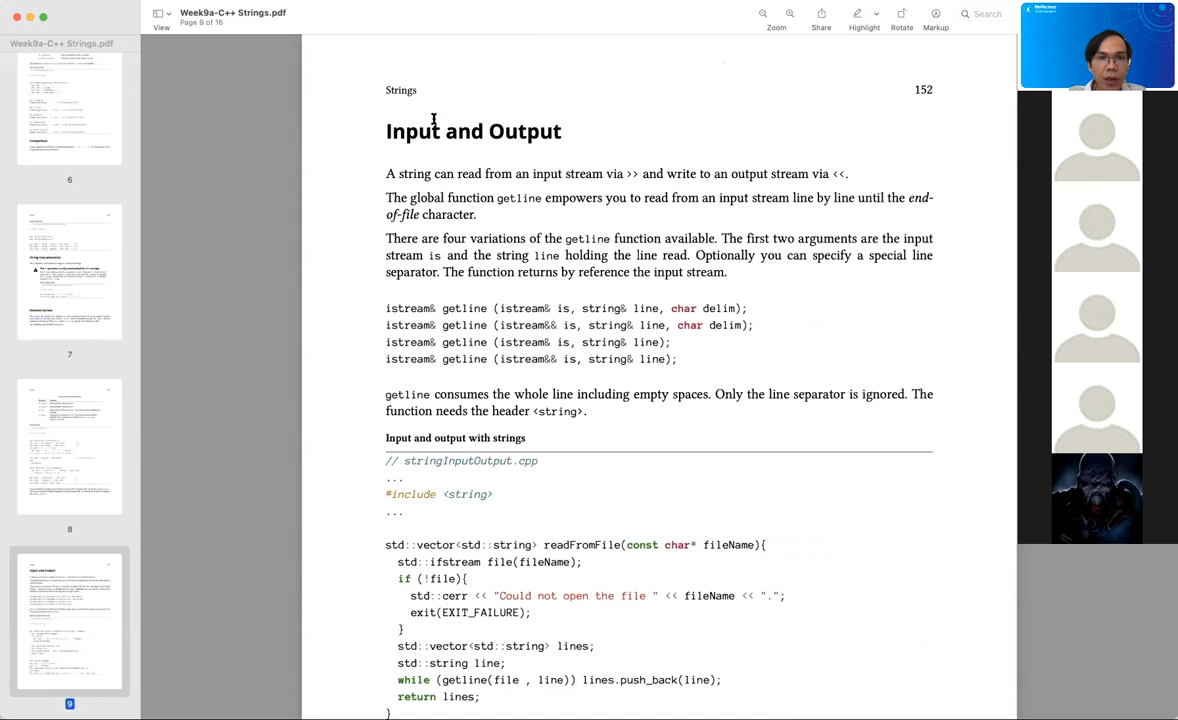 Week9a-C++ Strings.pdf
Page 9 of 16
View
Zoom
Share
Highlight
Rotate
Markup
Search
Week9a-C++ Strings.pdf
6
7
8
9
String Concatenation
Element Access
Input and Output
Strings
152
Input and Output
A string can read from an input stream via >> and write to an output stream via <<.
The global function getline empowers you to read from an input stream line by line until the end-
of-file character.
There are four variations of the getline function available. The first two arguments are the input
stream is and the string line holding the line read. Optionally you can specify a special line
separator. The function returns by reference the input stream.
istream& getline (istream& is, string& line, char delim);
istream& getline (istream&& is, string& line, char delim);
istream& getline (istream& is, string& line);
istream& getline (istream&& is, string& line);
getline consumes the whole line including empty spaces. Only the line separator is ignored. The
function needs the header <string>.
Input and output with strings
// stringInputOutput.cpp
...
#include <string>
...
std::vector<std::string> readFromFile(const char* fileName){
std::ifstream file(fileName);
if (!file){
std::cerr << "Could not open the file " << fileName << ".";
exit(EXIT_FAILURE);
}
std::vector<std::string> lines;
std::string line;
while (getline(file , line)) lines.push_back(line);
return lines;
}